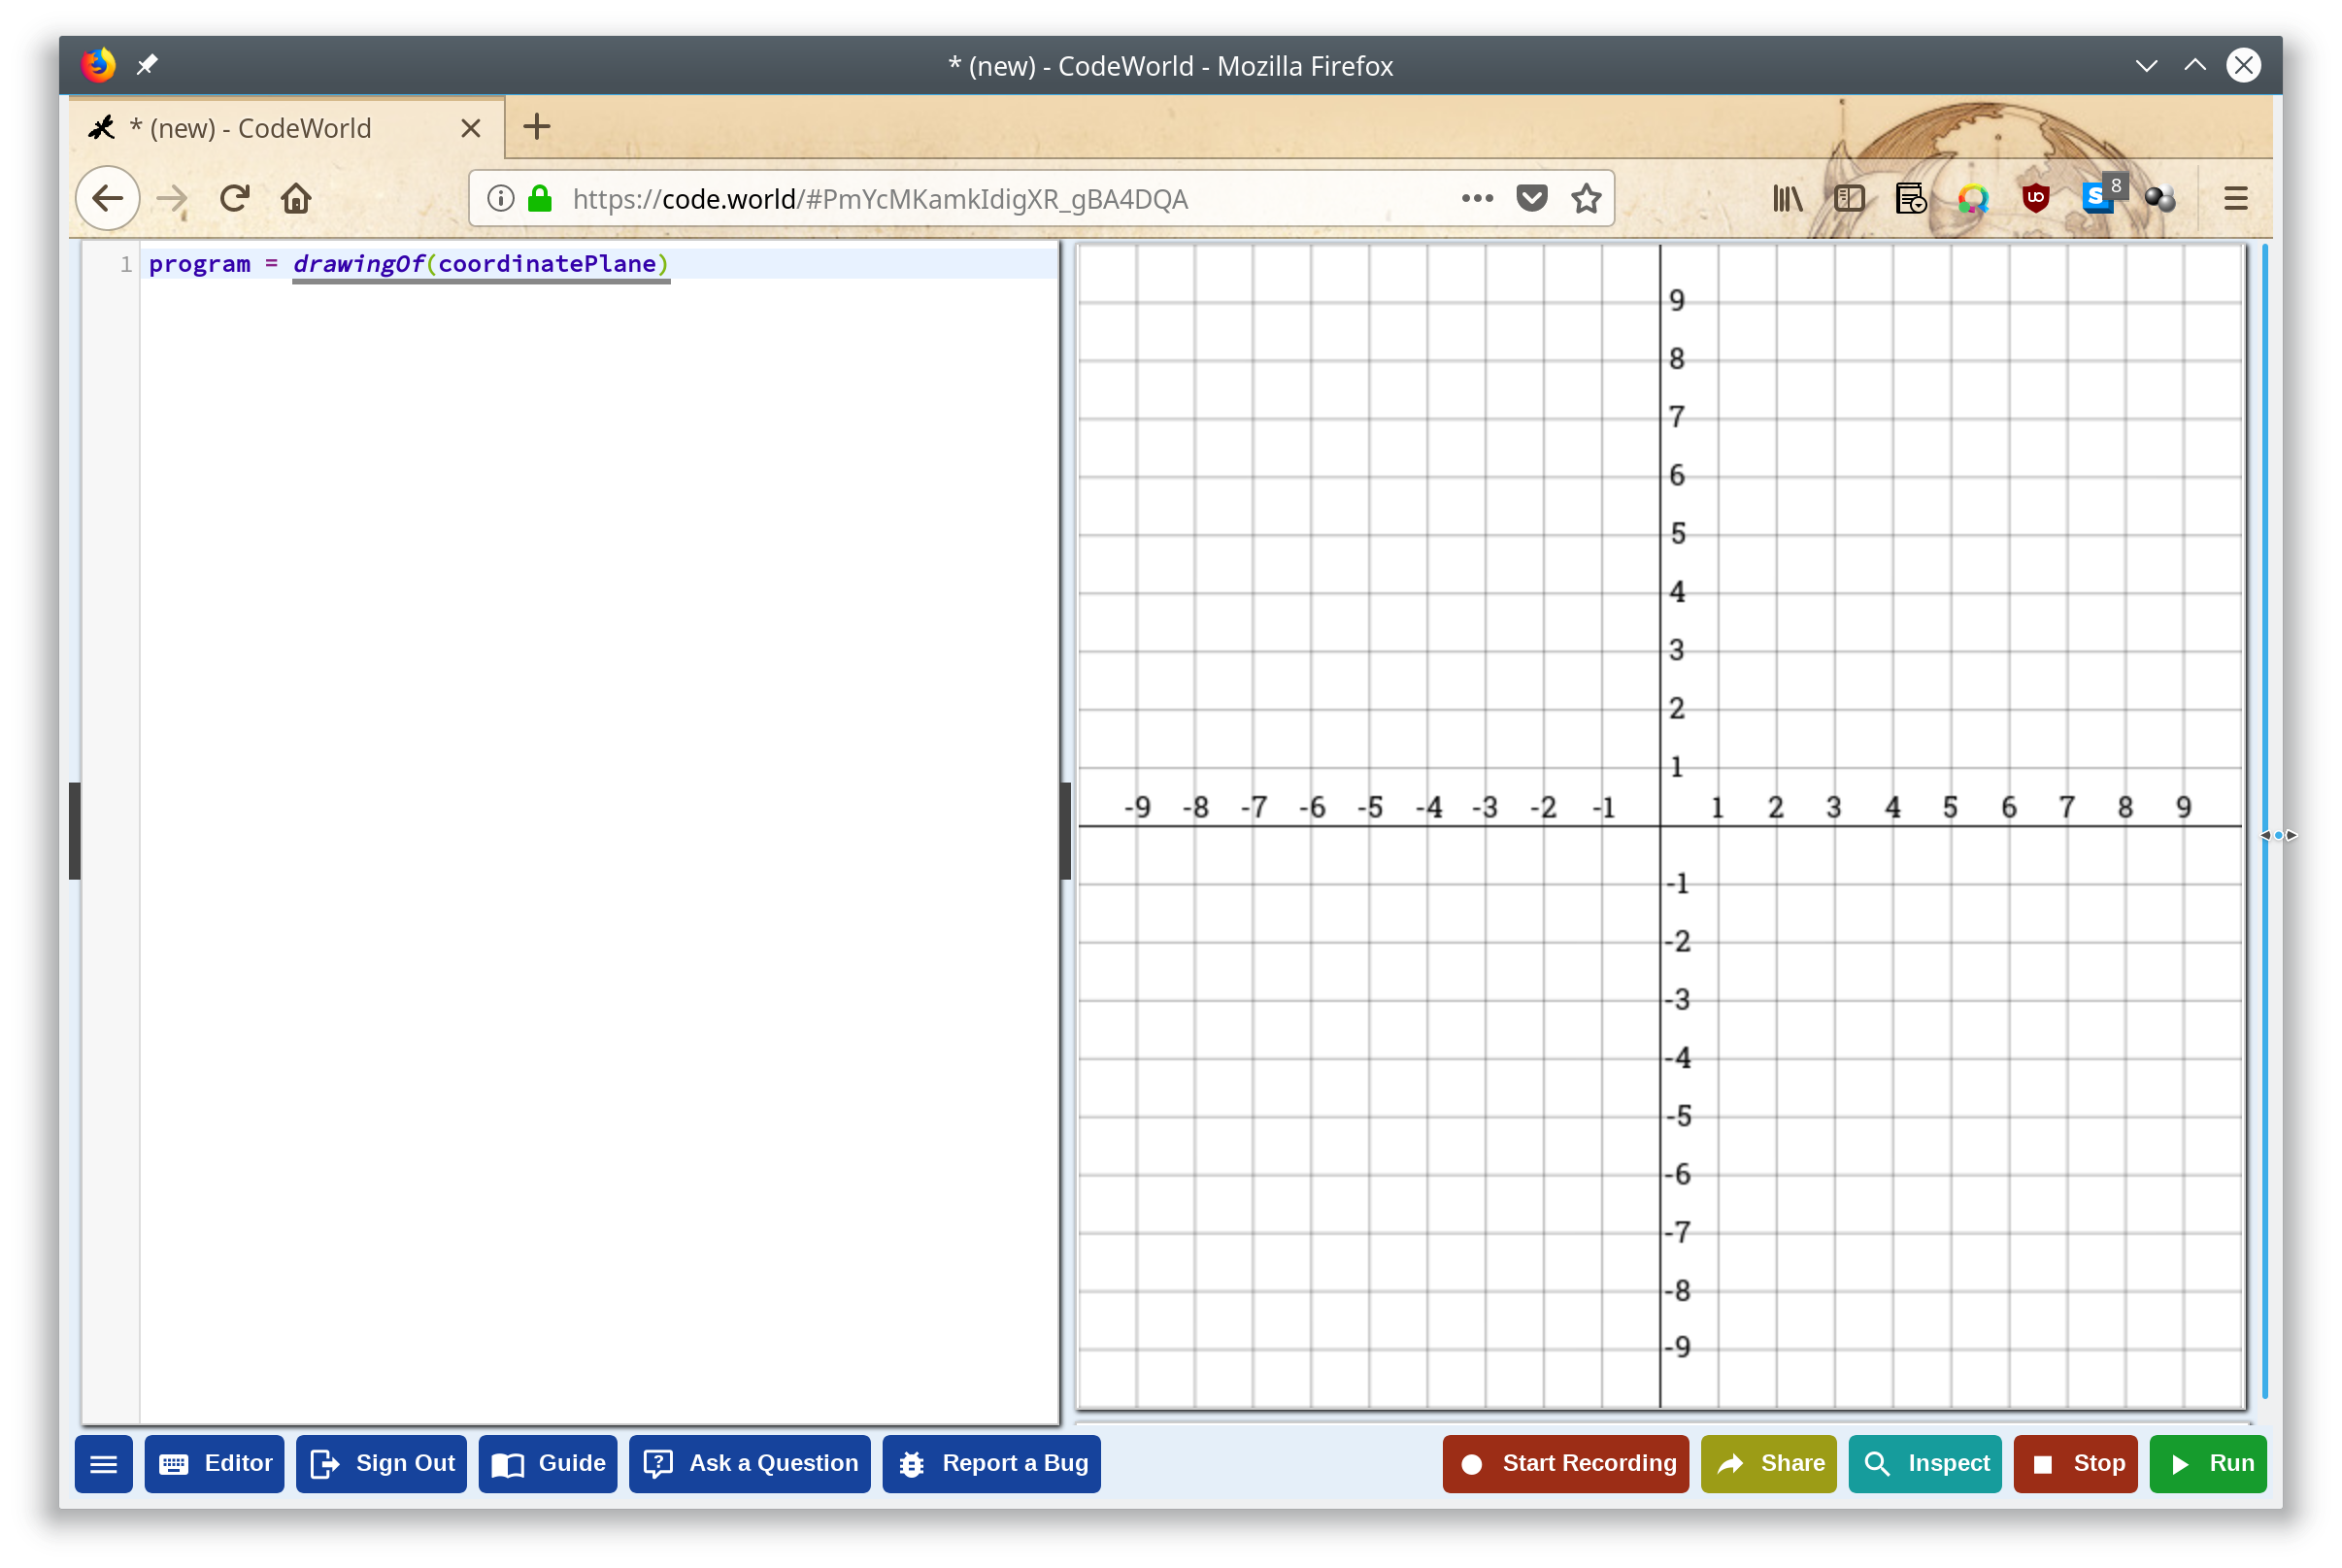 * (new) - CodeWorld - Mozilla Firefox
* (new) - CodeWorld
https://code.world/#PmYcMKamkIdigXR_gBA4DQA
S 8
1 program = drawingOf(coordinatePlane)
9
8
7
6
5
4
3
2
1
-9 -8 -7 -6 -5 -4 -3 -2 -1 1 2 3 4 5 6 7 8 9
-1
-2
-3
-4
-5
-6
-7
-8
-9
Editor Sign Out Guide Ask a Question Report a Bug Start Recording Share Inspect Stop Run